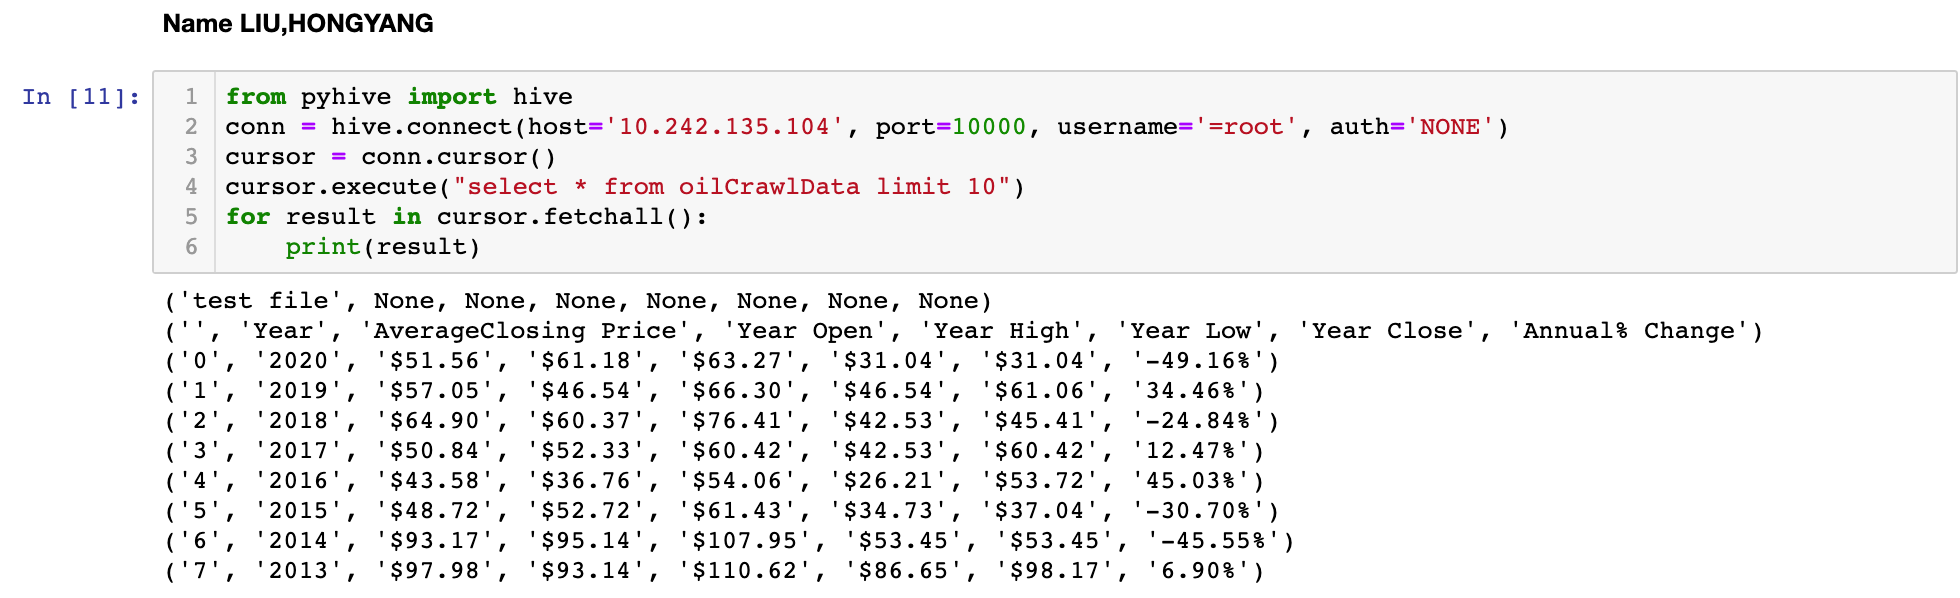 Name LIU,HONGYANG
In [11]:
1 from pyhive import hive
2 conn = hive.connect(host='10.242.135.104', port=10000, username='=root', auth='NONE')
3 cursor = conn.cursor()
4 cursor.execute("select * from oilCrawlData limit 10")
5 for result in cursor.fetchall():
6     print(result)
('test file', None, None, None, None, None, None, None)
('', 'Year', 'AverageClosing Price', 'Year Open', 'Year High', 'Year Low', 'Year Close', 'Annual% Change')
('0', '2020', '$51.56', '$61.18', '$63.27', '$31.04', '$31.04', '-49.16%')
('1', '2019', '$57.05', '$46.54', '$66.30', '$46.54', '$61.06', '34.46%')
('2', '2018', '$64.90', '$60.37', '$76.41', '$42.53', '$45.41', '-24.84%')
('3', '2017', '$50.84', '$52.33', '$60.42', '$42.53', '$60.42', '12.47%')
('4', '2016', '$43.58', '$36.76', '$54.06', '$26.21', '$53.72', '45.03%')
('5', '2015', '$48.72', '$52.72', '$61.43', '$34.73', '$37.04', '-30.70%')
('6', '2014', '$93.17', '$95.14', '$107.95', '$53.45', '$53.45', '-45.55%')
('7', '2013', '$97.98', '$93.14', '$110.62', '$86.65', '$98.17', '6.90%')